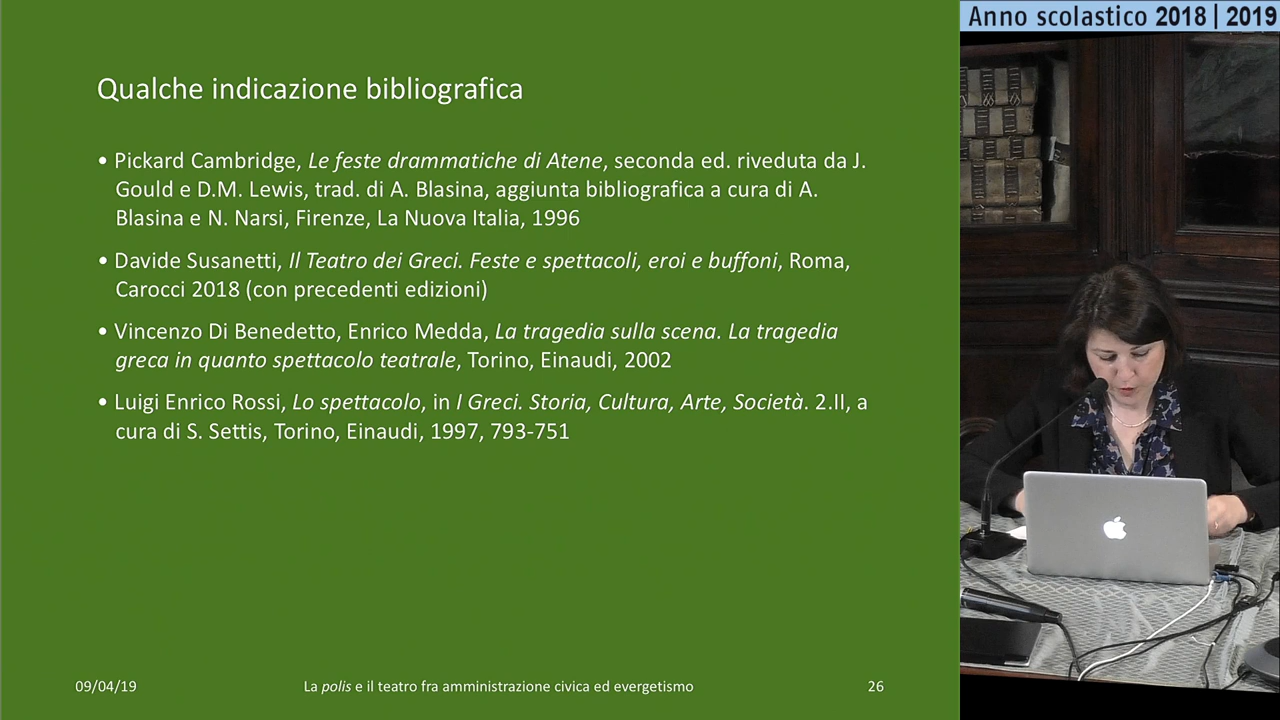 Anno scolastico 2018 | 2019
Qualche indicazione bibliografica
• Pickard Cambridge, Le feste drammatiche di Atene, seconda ed. riveduta da J.
Gould e D.M. Lewis, trad. di A. Blasina, aggiunta bibliografica a cura di A.
Blasina e N. Narsi, Firenze, La Nuova Italia, 1996
• Davide Susanetti, Il Teatro dei Greci. Feste e spettacoli, eroi e buffoni, Roma,
Carocci 2018 (con precedenti edizioni)
• Vincenzo Di Benedetto, Enrico Medda, La tragedia sulla scena. La tragedia
greca in quanto spettacolo teatrale, Torino, Einaudi, 2002
• Luigi Enrico Rossi, Lo spettacolo, in I Greci. Storia, Cultura, Arte, Società. 2.II, a
cura di S. Settis, Torino, Einaudi, 1997, 793-751
09/04/19
La polis e il teatro fra amministrazione civica ed evergetismo
26